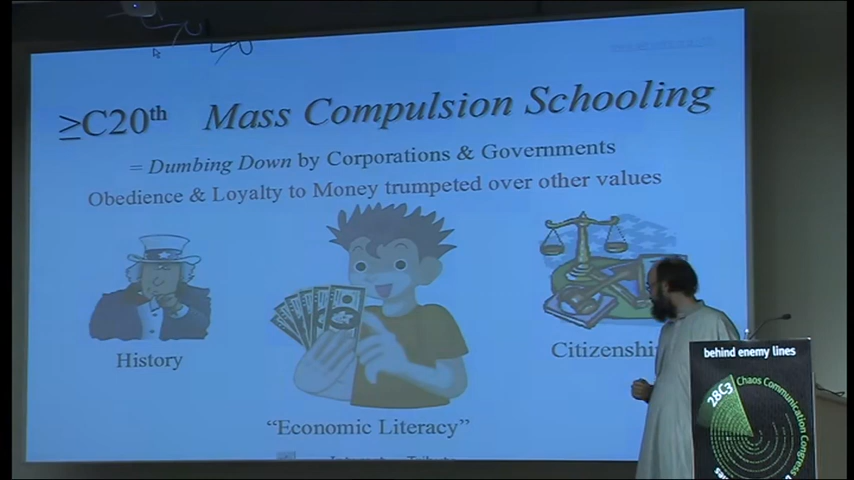 ≥C20th Mass Compulsion Schooling
= Dumbing Down by Corporations & Governments
Obedience & Loyalty to Money trumpeted over other values
History
Citizenshi
"Economic Literacy"
behind enemy lines
28C3
Chaos Communication Congress